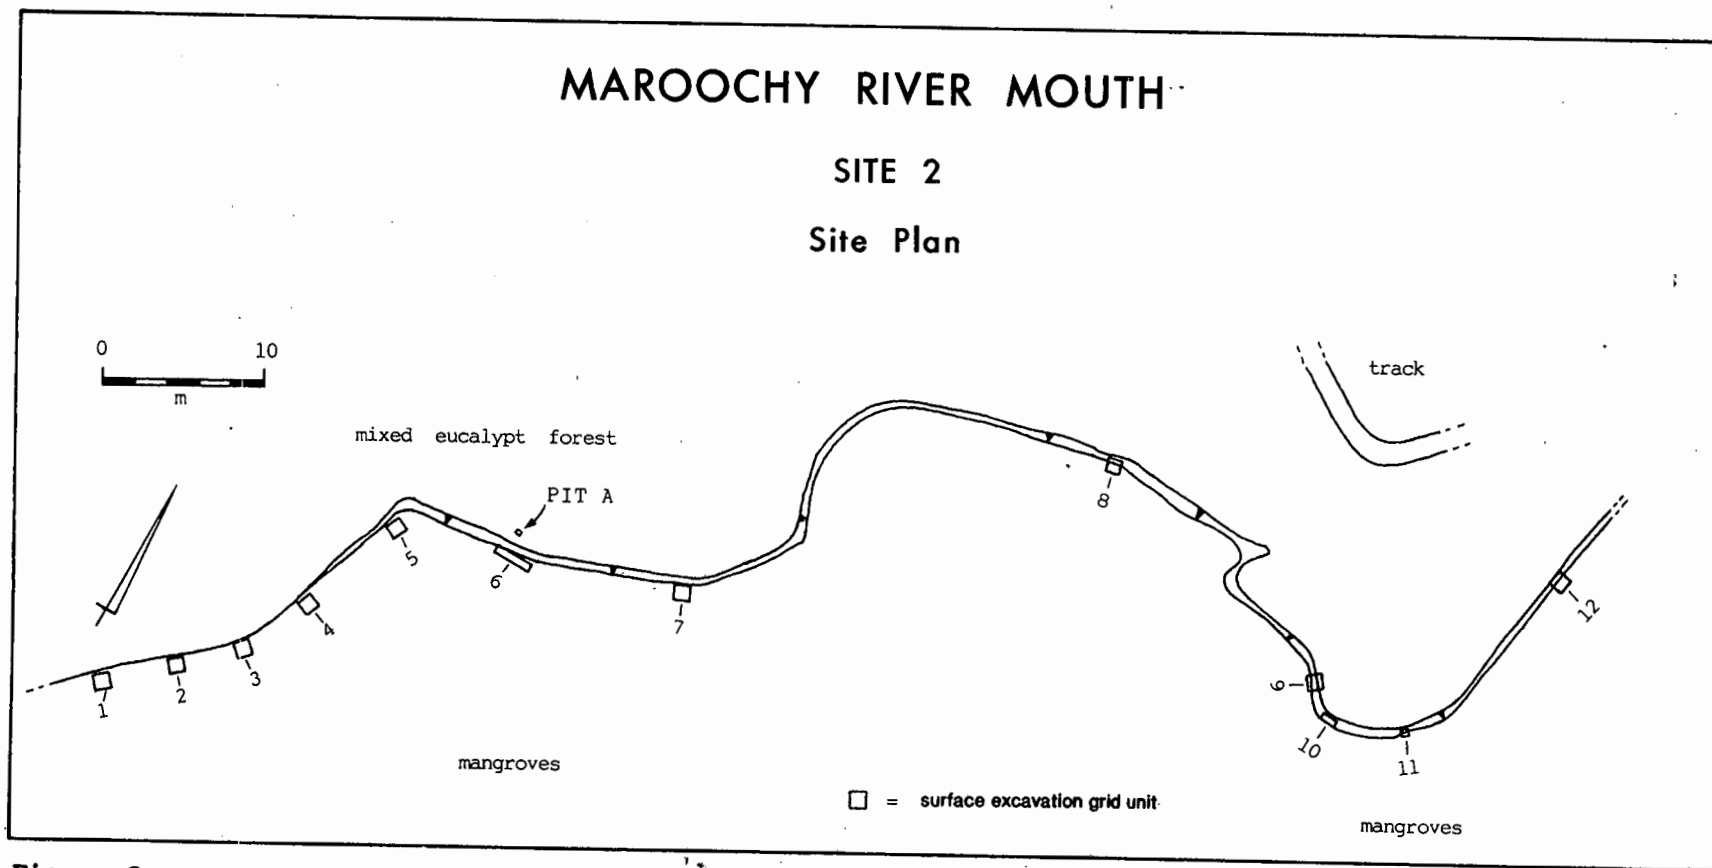 MAROOCHY RIVER MOUTH
SITE 2
Site Plan
0 10
m
track
mixed eucalypt forest
PIT A
1
2
3
4
5
6
7
8
9
10
11
12
mangroves
□ = surface excavation grid unit
mangroves